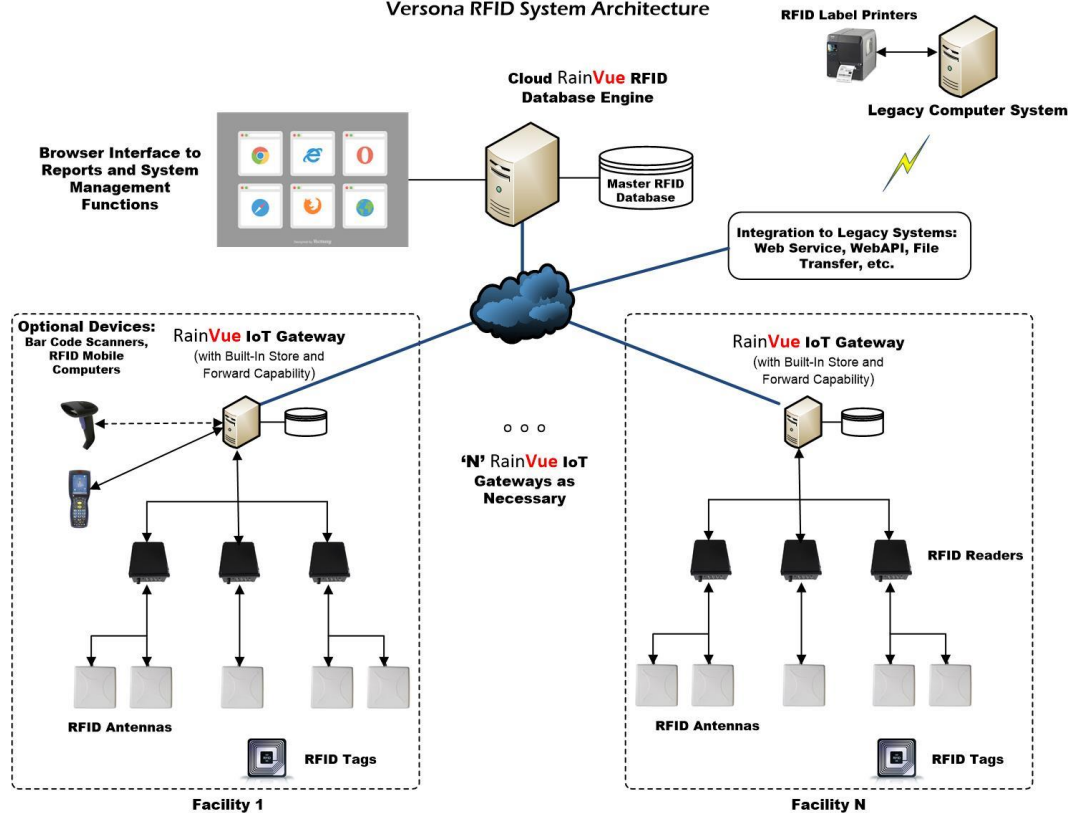 Versona RFID System Architecture
RFID Label Printers
Legacy Computer System
Cloud RainVue RFID
Database Engine
Browser Interface to
Reports and System
Management
Functions
Master RFID
Database
Integration to Legacy Systems:
Web Service, WebAPI, File
Transfer, etc.
Optional Devices:
Bar Code Scanners,
RFID Mobile
Computers
RainVue IoT Gateway
(with Built-In Store and
Forward Capability)
RainVue IoT Gateway
(with Built-In Store and
Forward Capability)
'N' RainVue IoT
Gateways as
Necessary
RFID Readers
RFID Antennas
RFID Antennas
RFID Tags
RFID Tags
Facility 1
Facility N